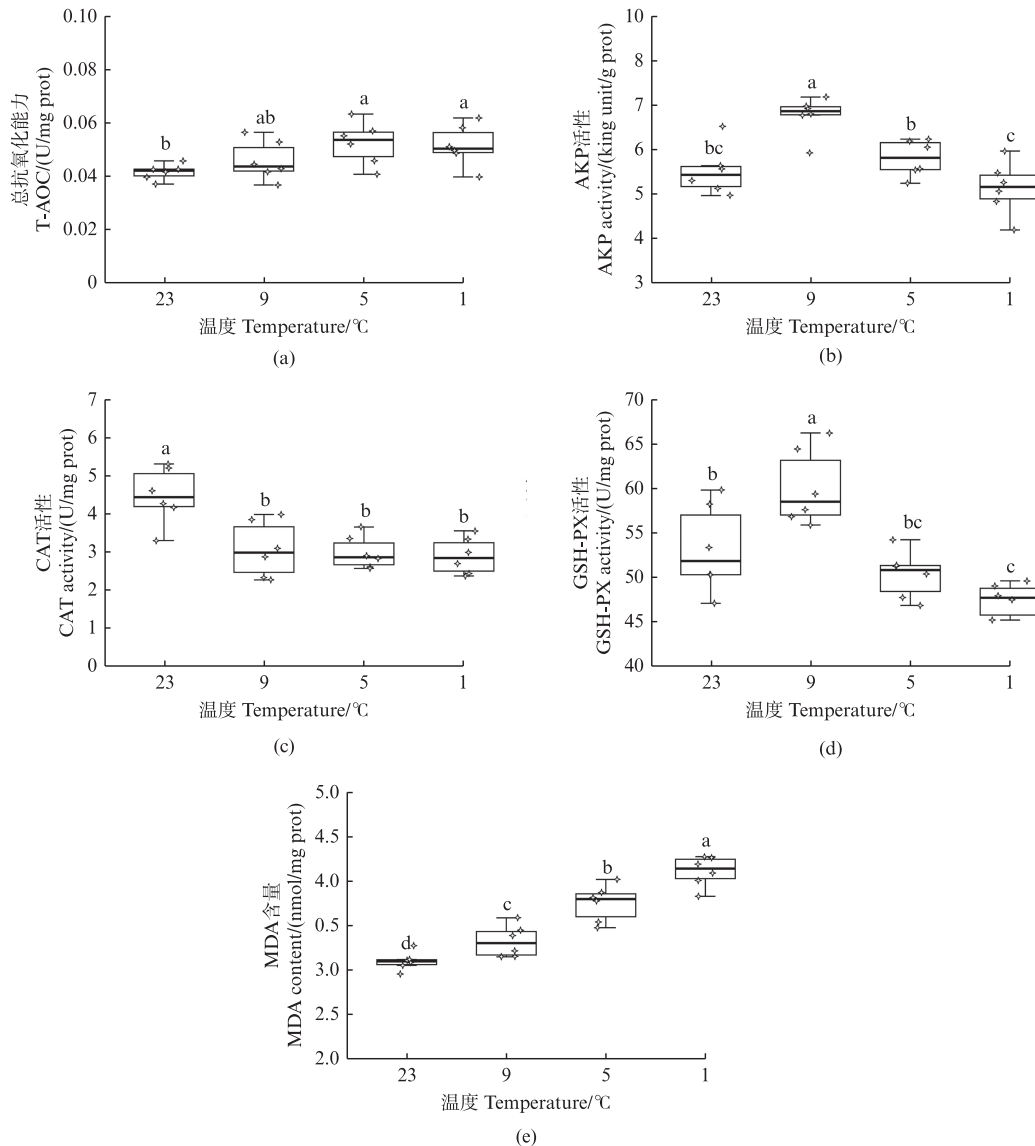 总抗氧化能力
T-AOC/(U/mg prot)
0.10
0.08
0.06
0.04
0.02
0
b
ab
a
a
23
9
5
1
温度 Temperature/℃
(a)
AKP活性
AKP activity/(king unit/g prot)
10
9
8
7
6
5
4
3
bc
a
b
c
23
9
5
1
温度 Temperature/℃
(b)
CAT活性
CAT activity/(U/mg prot)
7
6
5
4
3
2
1
0
a
b
b
b
23
9
5
1
温度 Temperature/℃
(c)
GSH-PX活性
GSH-PX activity/(U/mg prot)
70
65
60
55
50
45
40
b
a
bc
c
23
9
5
1
温度 Temperature/℃
(d)
MDA含量
MDA content/(nmol/mg prot)
5.0
4.5
4.0
0.5
3.0
2.5
2.0
d
c
b
a
23
9
5
1
温度 Temperature/℃
(e)